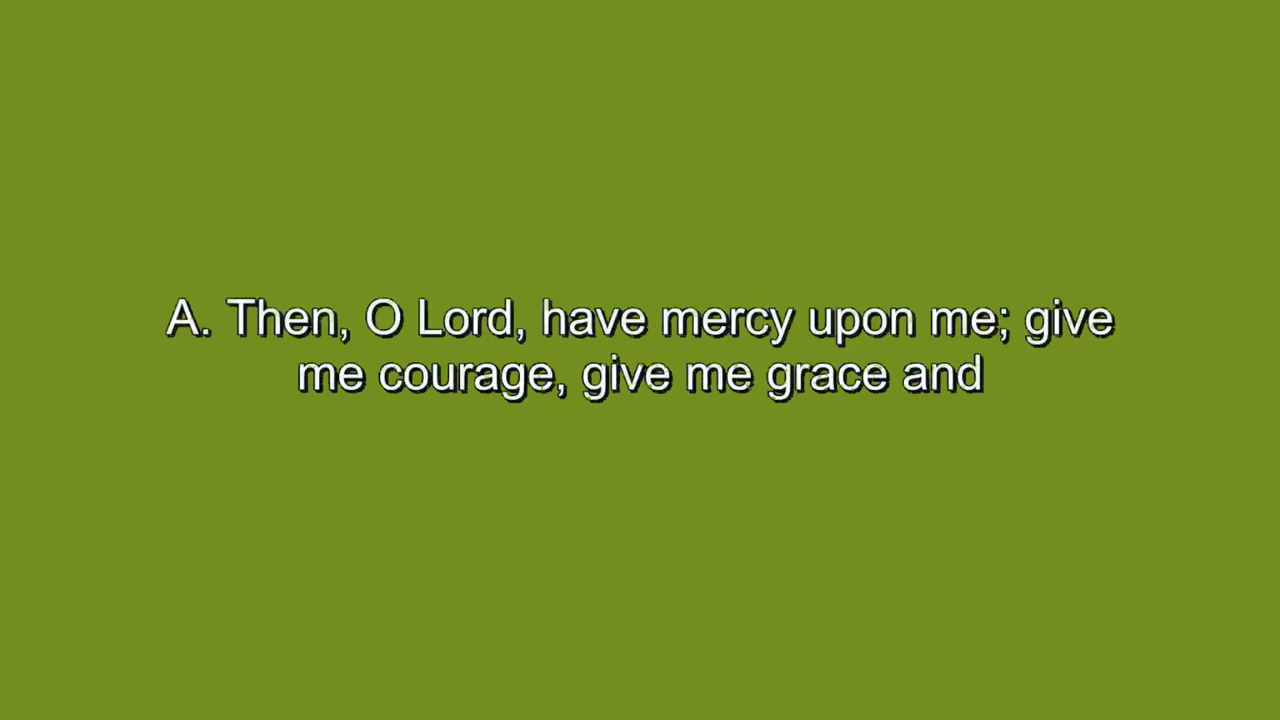 A. Then, O Lord, have mercy upon me; give
me courage, give me grace and